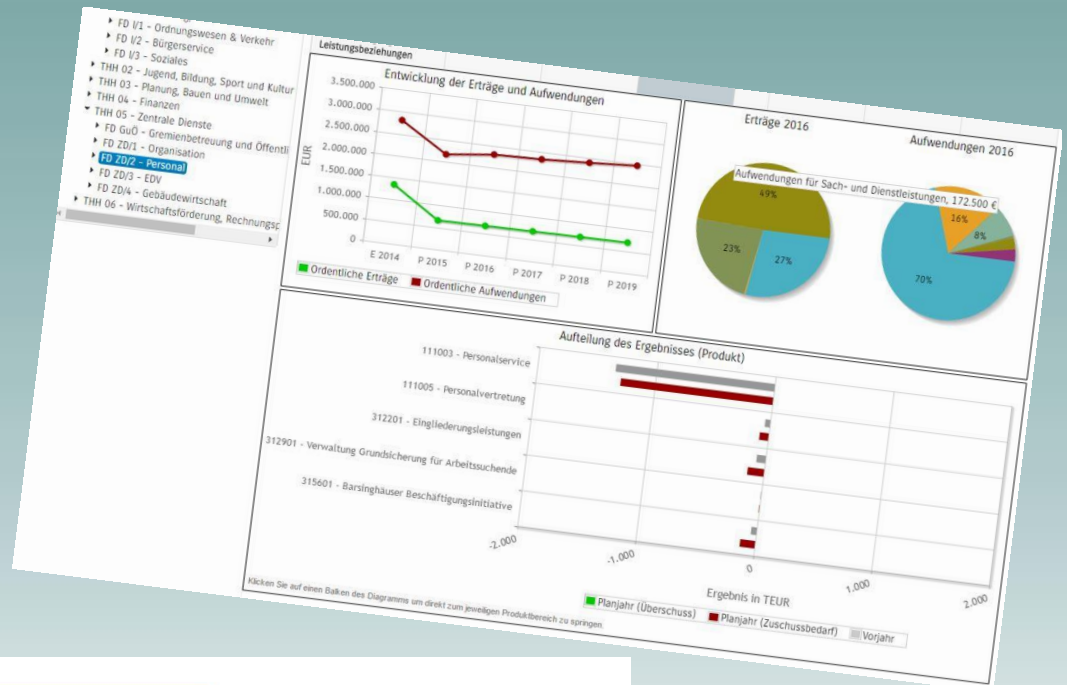 FD I/1 - Ordnungswesen & Verkehr
FD I/2 - Bürgerservice
FD I/3 - Soziales
THH 02 - Jugend, Bildung, Sport und Kultur
THH 03 - Planung, Bauen und Umwelt
THH 04 - Finanzen
THH 05 - Zentrale Dienste
FD GuÖ - Gremienbetreuung und Öffentli
FD ZD/1 - Organisation
FD ZD/2 - Personal
FD ZD/3 - EDV
FD ZD/4 - Gebäudewirtschaft
THH 06 - Wirtschaftsförderung, Rechnungsp
Leistungsbeziehungen
Entwicklung der Erträge und Aufwendungen
3.500.000
3.000.000
2.500.000
2.000.000
1.500.000
1.000.000
500.000
0
EUR
E 2014 P 2015 P 2016 P 2017 P 2018 P 2019
Ordentliche Erträge Ordentliche Aufwendungen
Erträge 2016
Aufwendungen 2016
Aufwendungen für Sach- und Dienstleistungen, 172.500 €
49%
23%
27%
16%
8%
70%
Aufteilung des Ergebnisses (Produkt)
111003 - Personalservice
111005 - Personalvertretung
312201 - Eingliederungsleistungen
312901 - Verwaltung Grundsicherung für Arbeitssuchende
315601 - Barsinghäuser Beschäftigungsinitiative
-2.000 -1.000 0 1.000 2.000
Ergebnis in TEUR
Planjahr (Überschuss) Planjahr (Zuschussbedarf) Vorjahr
Klicken Sie auf einen Balken des Diagramms um direkt zum jeweiligen Produktbereich zu springen.